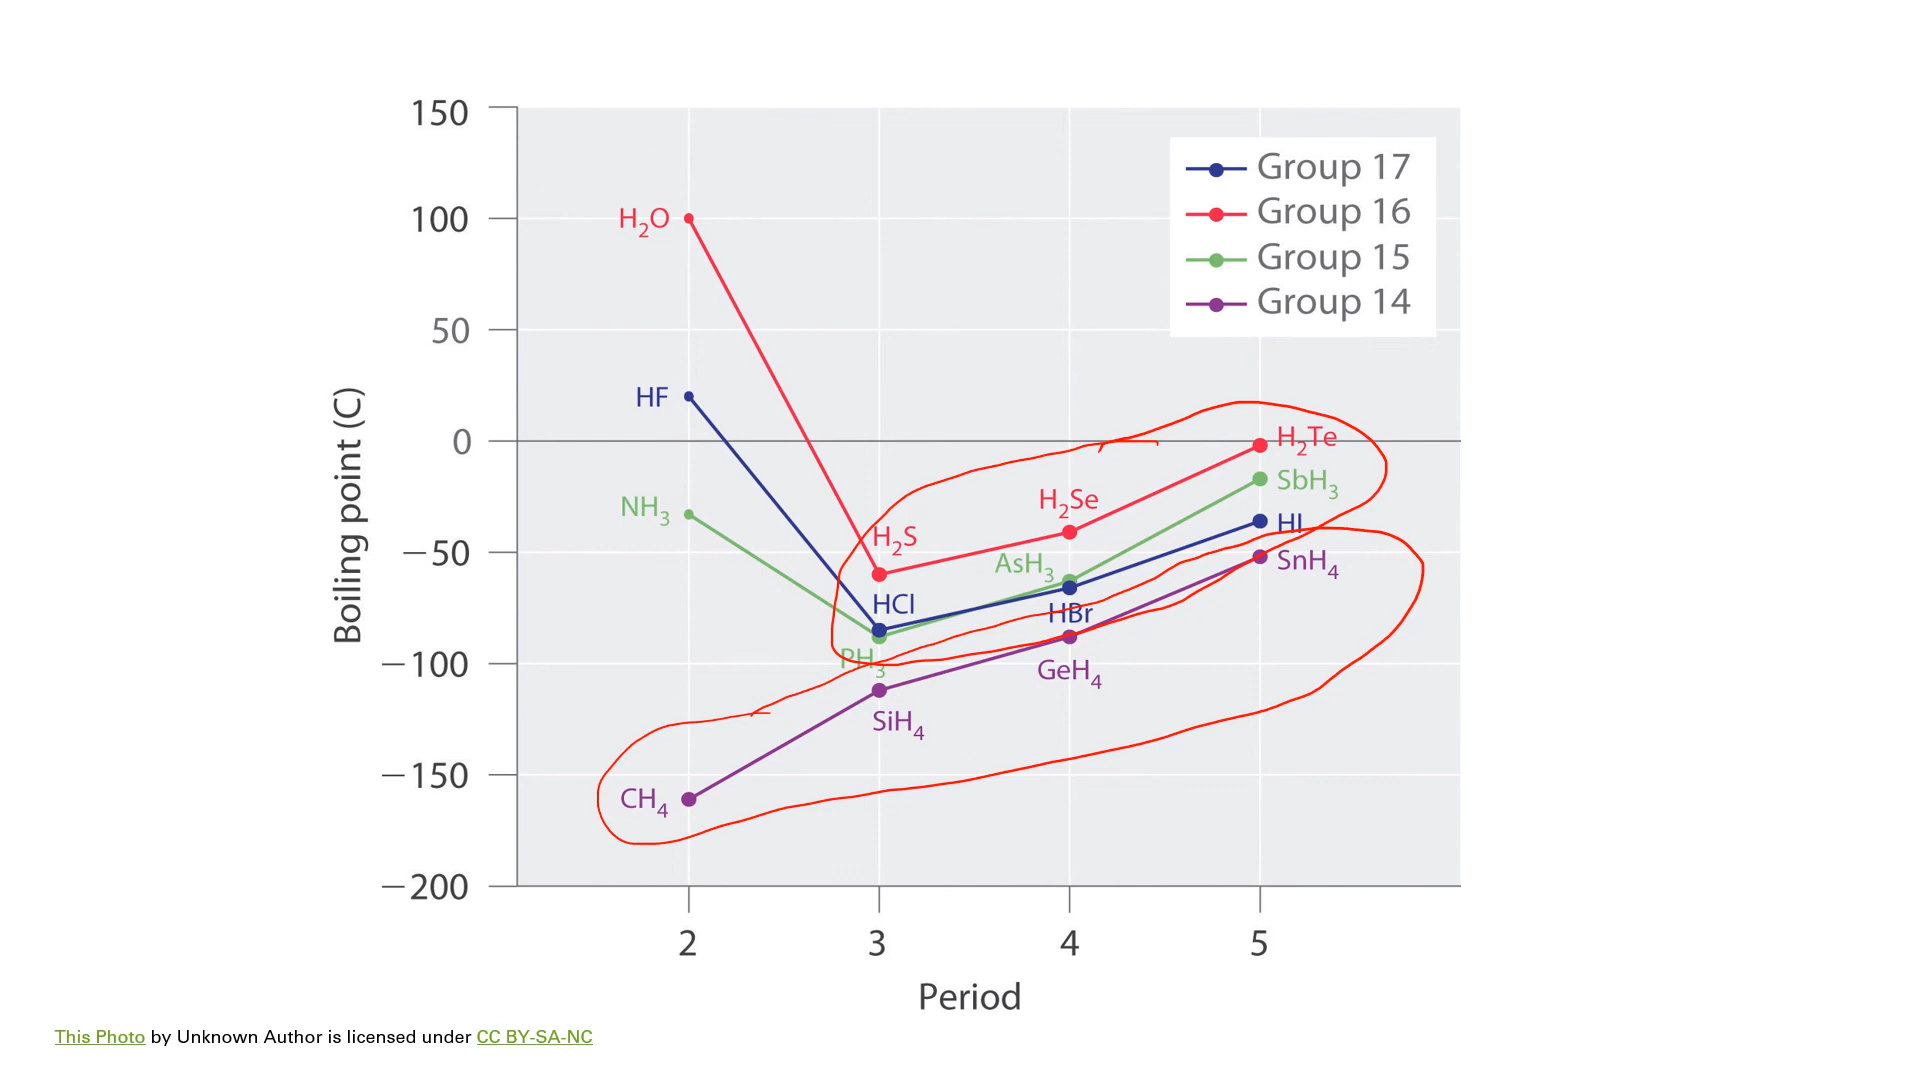 150
100
50
0
−50
−100
−150
−200
Boiling point (C)
2
3
4
5
Period
Group 17
Group 16
Group 15
Group 14
H₂O
HF
NH₃
CH₄
H₂S
HCl
PH₃
SiH₄
H₂Se
AsH₃
HBr
GeH₄
H₂Te
SbH₃
HI
SnH₄
This Photo by Unknown Author is licensed under CC BY-SA-NC